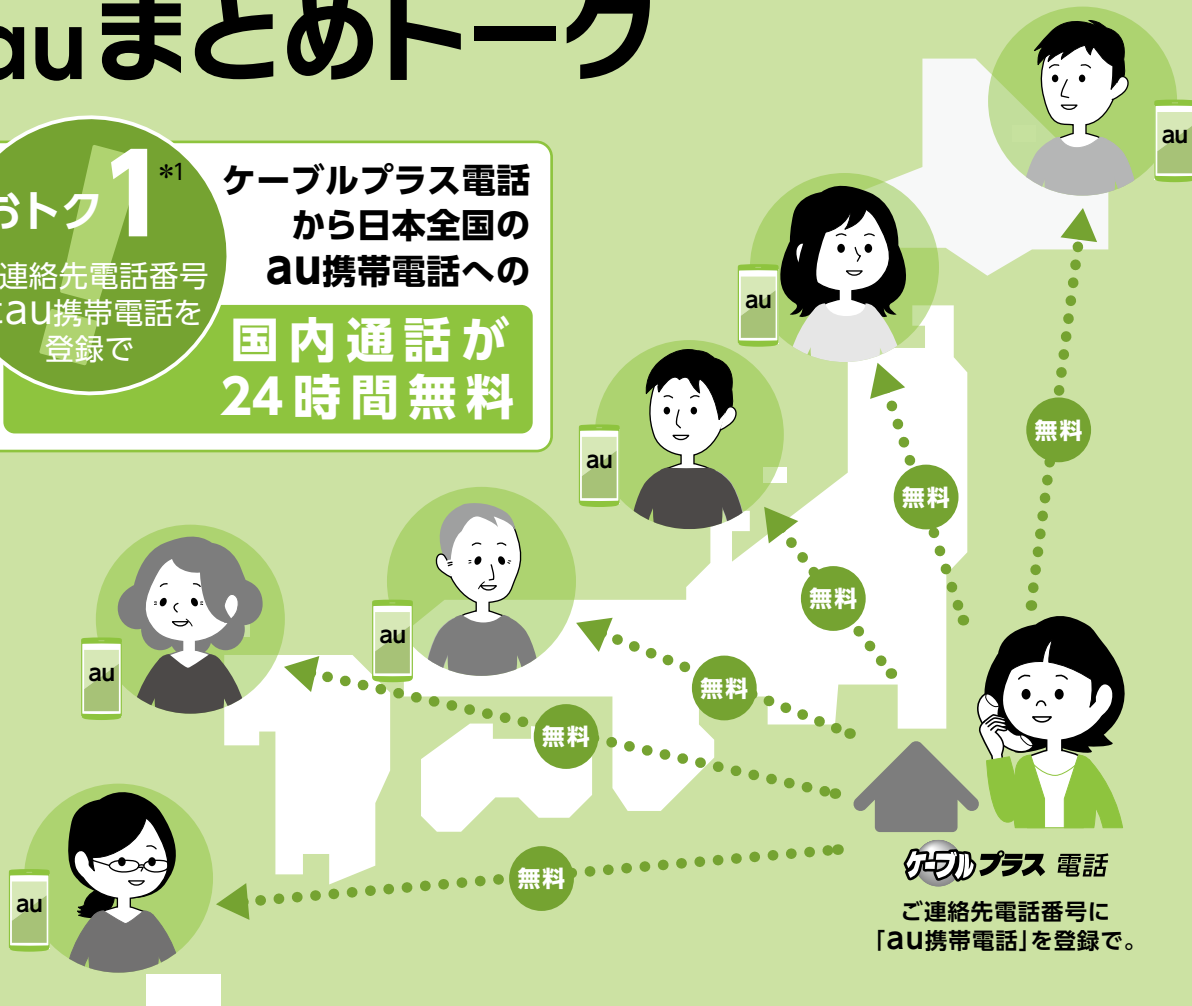 auまとめトーク
おトク1*1
連絡先電話番号
にau携帯電話を
登録で
ケーブルプラス電話
から日本全国の
au携帯電話への
国内通話が
24時間無料
au
au
au
au
au
au
無料
無料
無料
無料
無料
無料
ケーブルプラス 電話
ご連絡先電話番号に
「au携帯電話」を登録で。